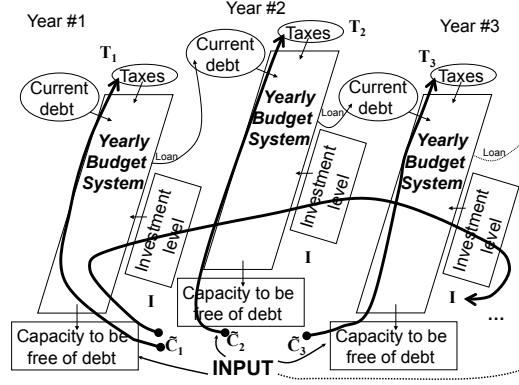 Year #1
Year #2
Year #3
T1
Taxes
Current
debt
Yearly
Budget
System
Loan
Investment
level
I
Capacity to be
free of debt
C̃1
T2
Taxes
Current
debt
Yearly
Budget
System
Loan
Investment
level
I
Capacity to be
free of debt
C̃2
T3
Taxes
Current
debt
Yearly
Budget
System
Loan
Investment
level
I
...
Capacity to be
free of debt
C̃3
INPUT